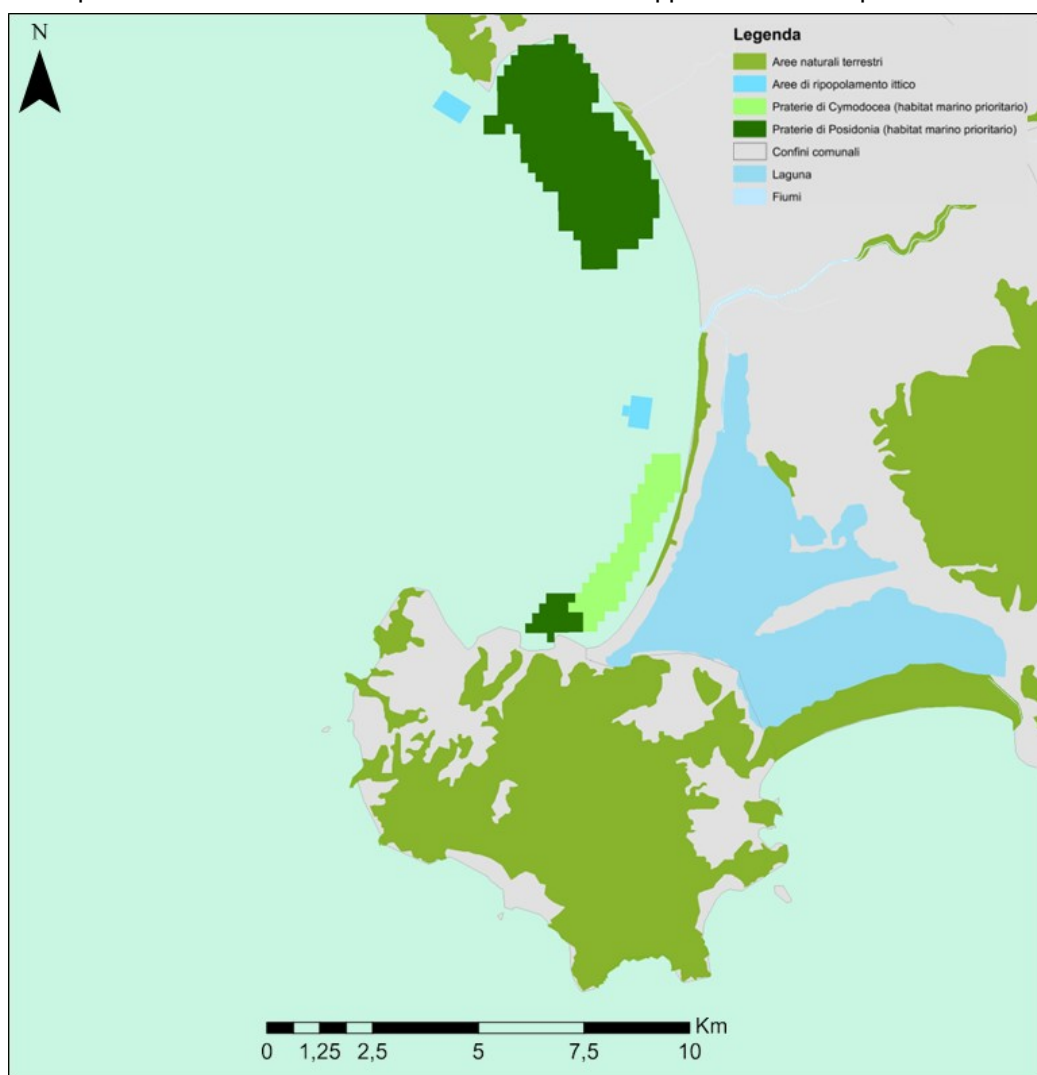 N
Legenda
Aree naturali terrestri
Aree di ripopolamento ittico
Praterie di Cymodocea (habitat marino prioritario)
Praterie di Posidonia (habitat marino prioritario)
Confini comunali
Laguna
Fiumi
Km
0 1,25 2,5 5 7,5 10